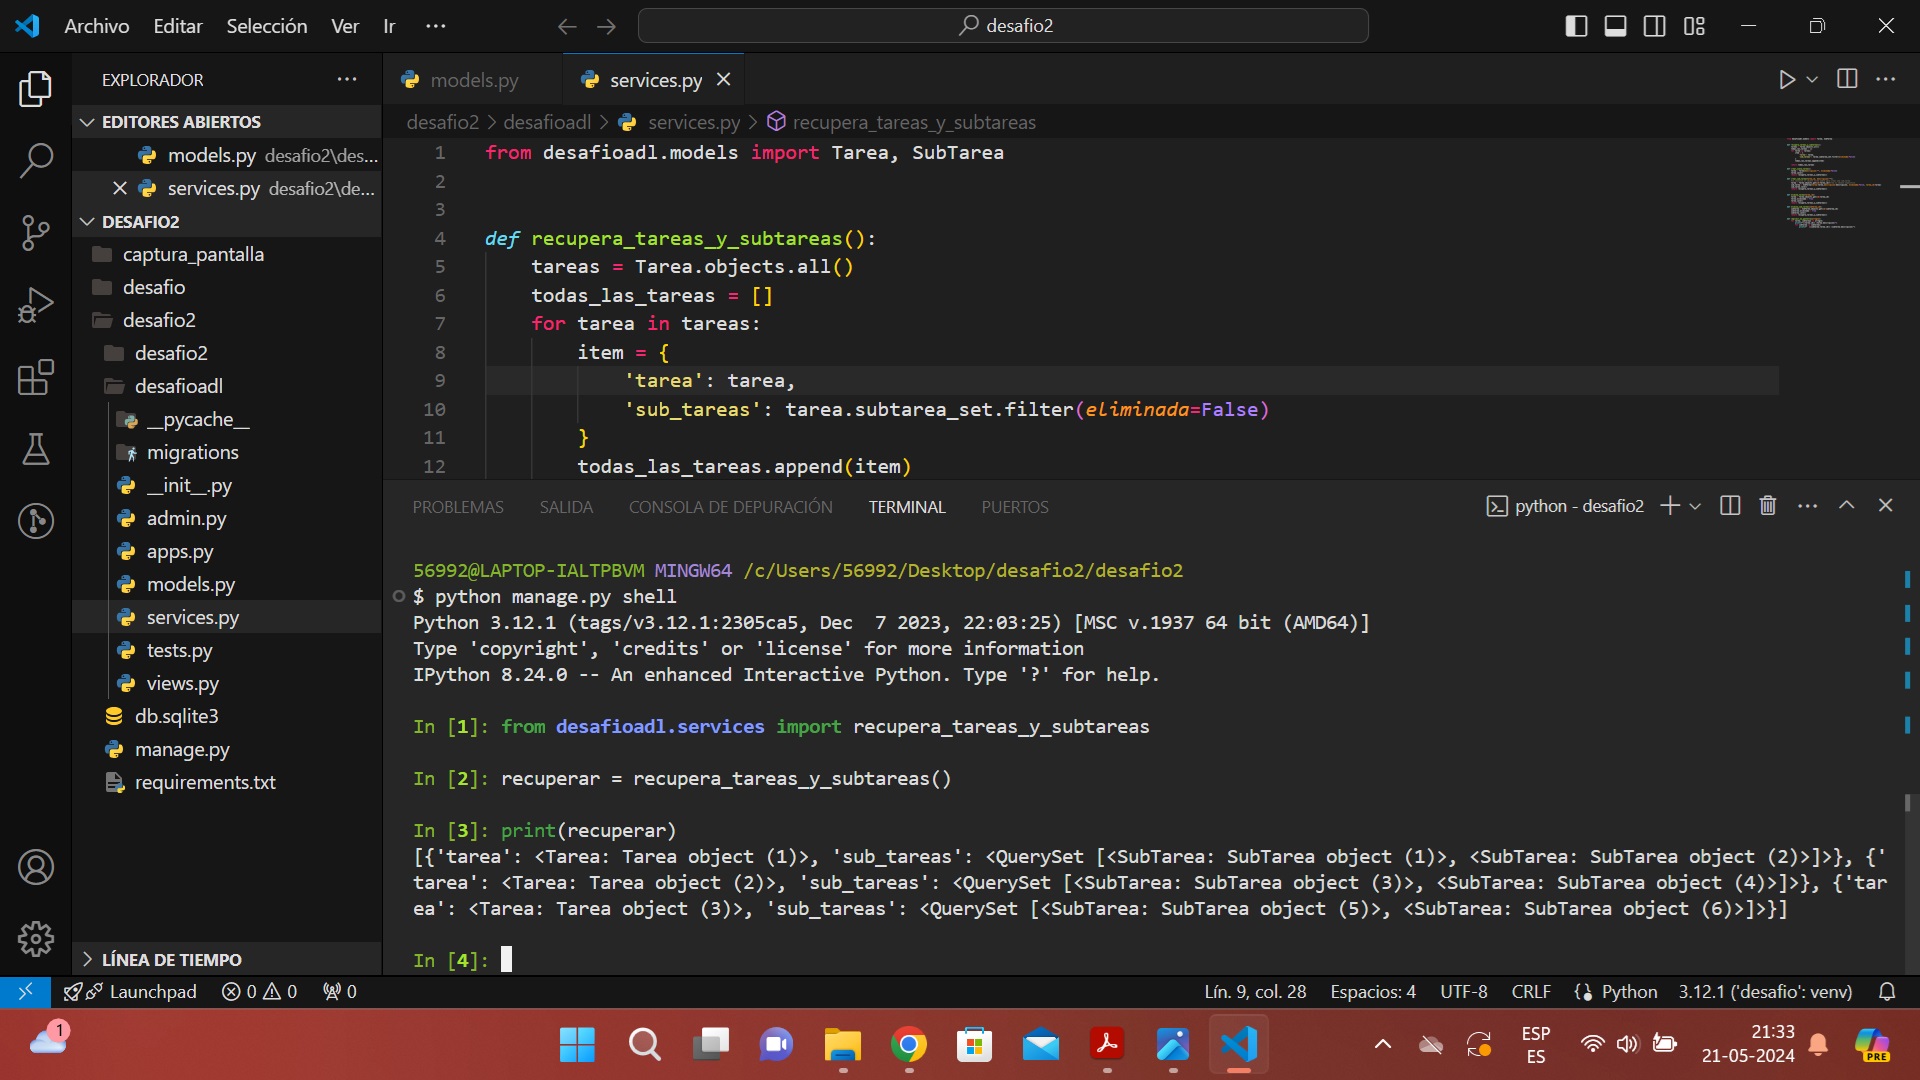 Archivo Editar Selección Ver Ir ··· desafio2
EXPLORADOR ···
EDITORES ABIERTOS
models.py desafio2\des...
services.py desafio2\de...
DESAFIO2
captura_pantalla
desafio
desafio2
desafio2
desafioadl
__pycache__
migrations
__init__.py
admin.py
apps.py
models.py
services.py
tests.py
views.py
db.sqlite3
manage.py
requirements.txt
LÍNEA DE TIEMPO
models.py services.py
desafio2 > desafioadl > services.py > recupera_tareas_y_subtareas
1 from desafioadl.models import Tarea, SubTarea
2
3
4 def recupera_tareas_y_subtareas():
5 tareas = Tarea.objects.all()
6 todas_las_tareas = []
7 for tarea in tareas:
8 item = {
9 'tarea': tarea,
10 'sub_tareas': tarea.subtarea_set.filter(eliminada=False)
11 }
12 todas_las_tareas.append(item)
PROBLEMAS SALIDA CONSOLA DE DEPURACIÓN TERMINAL PUERTOS python - desafio2
56992@LAPTOP-IALTPBVM MINGW64 /c/Users/56992/Desktop/desafio2/desafio2
$ python manage.py shell
Python 3.12.1 (tags/v3.12.1:2305ca5, Dec  7 2023, 22:03:25) [MSC v.1937 64 bit (AMD64)]
Type 'copyright', 'credits' or 'license' for more information
IPython 8.24.0 -- An enhanced Interactive Python. Type '?' for help.
In [1]: from desafioadl.services import recupera_tareas_y_subtareas
In [2]: recuperar = recupera_tareas_y_subtareas()
In [3]: print(recuperar)
[{'tarea': <Tarea: Tarea object (1)>, 'sub_tareas': <QuerySet [<SubTarea: SubTarea object (1)>, <SubTarea: SubTarea object (2)>]>}, {'
tarea': <Tarea: Tarea object (2)>, 'sub_tareas': <QuerySet [<SubTarea: SubTarea object (3)>, <SubTarea: SubTarea object (4)>]>}, {'tar
ea': <Tarea: Tarea object (3)>, 'sub_tareas': <QuerySet [<SubTarea: SubTarea object (5)>, <SubTarea: SubTarea object (6)>]>}]
In [4]:
Launchpad 0 0 0 Lín. 9, col. 28 Espacios: 4 UTF-8 CRLF Python 3.12.1 ('desafio': venv)
1 ESP 21:33
ES 21-05-2024 PRE